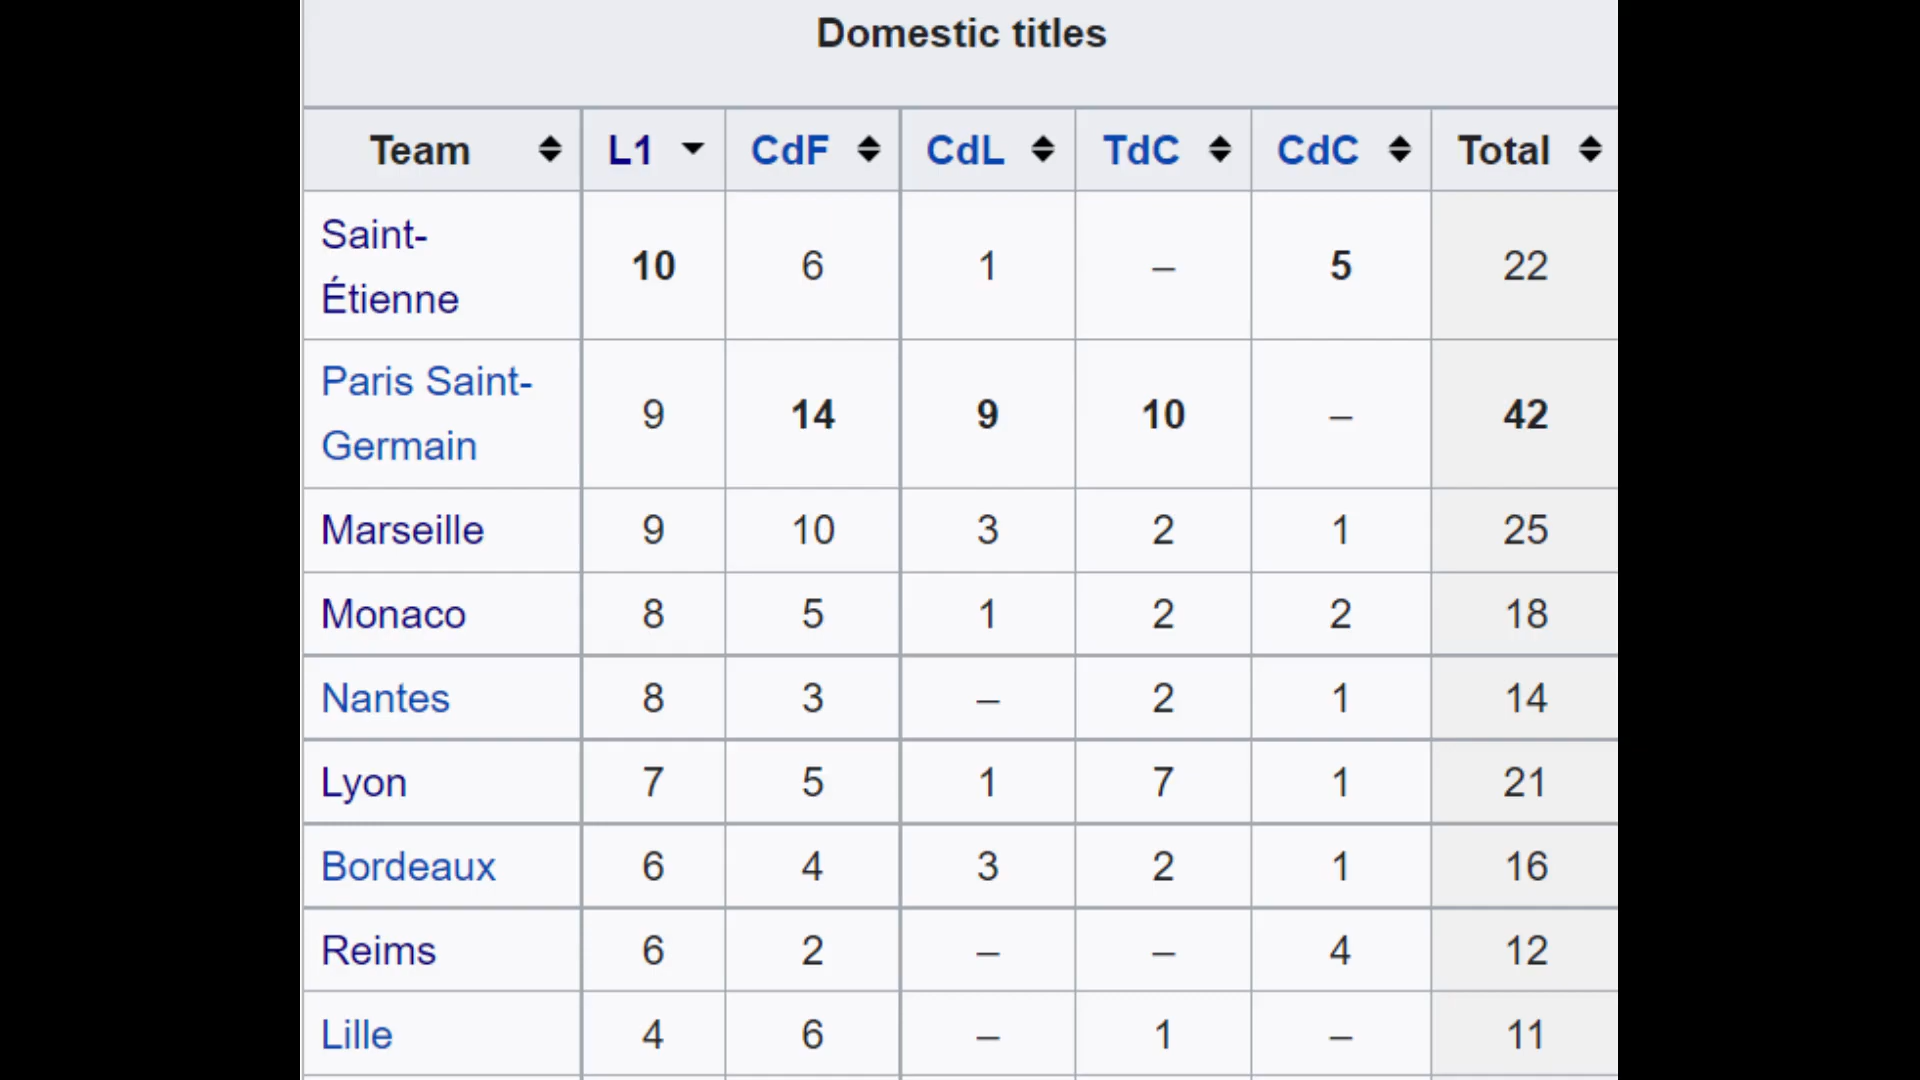 Domestic titles
Team L1 CdF CdL TdC CdC Total
Saint-
Étienne 10 6 1 – 5 22
Paris Saint-
Germain 9 14 9 10 – 42
Marseille 9 10 3 2 1 25
Monaco 8 5 1 2 2 18
Nantes 8 3 – 2 1 14
Lyon 7 5 1 7 1 21
Bordeaux 6 4 3 2 1 16
Reims 6 2 – – 4 12
Lille 4 6 – 1 – 11